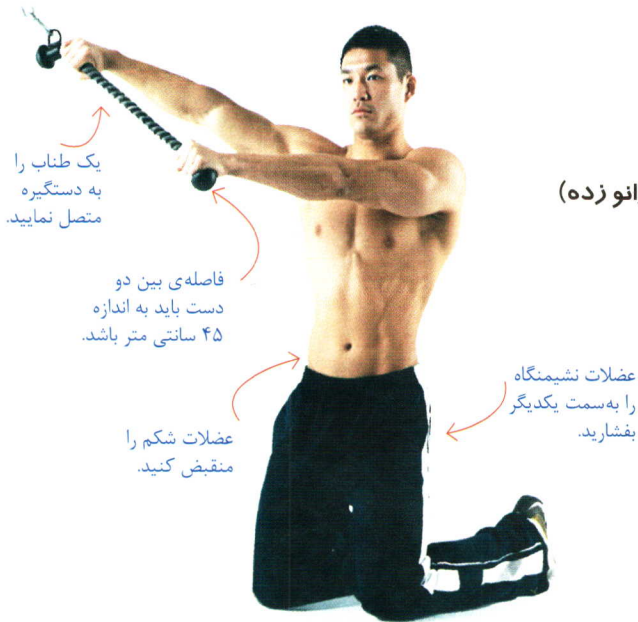 یک طناب را
به دستگیره
متصل نمایید.
انو زده)
فاصله‌ی بین دو
دست باید به اندازه
۴۵ سانتی متر باشد.
عضلات نشیمنگاه
را به‌سمت یکدیگر
بفشارید.
عضلات شکم را
منقبض کنید.